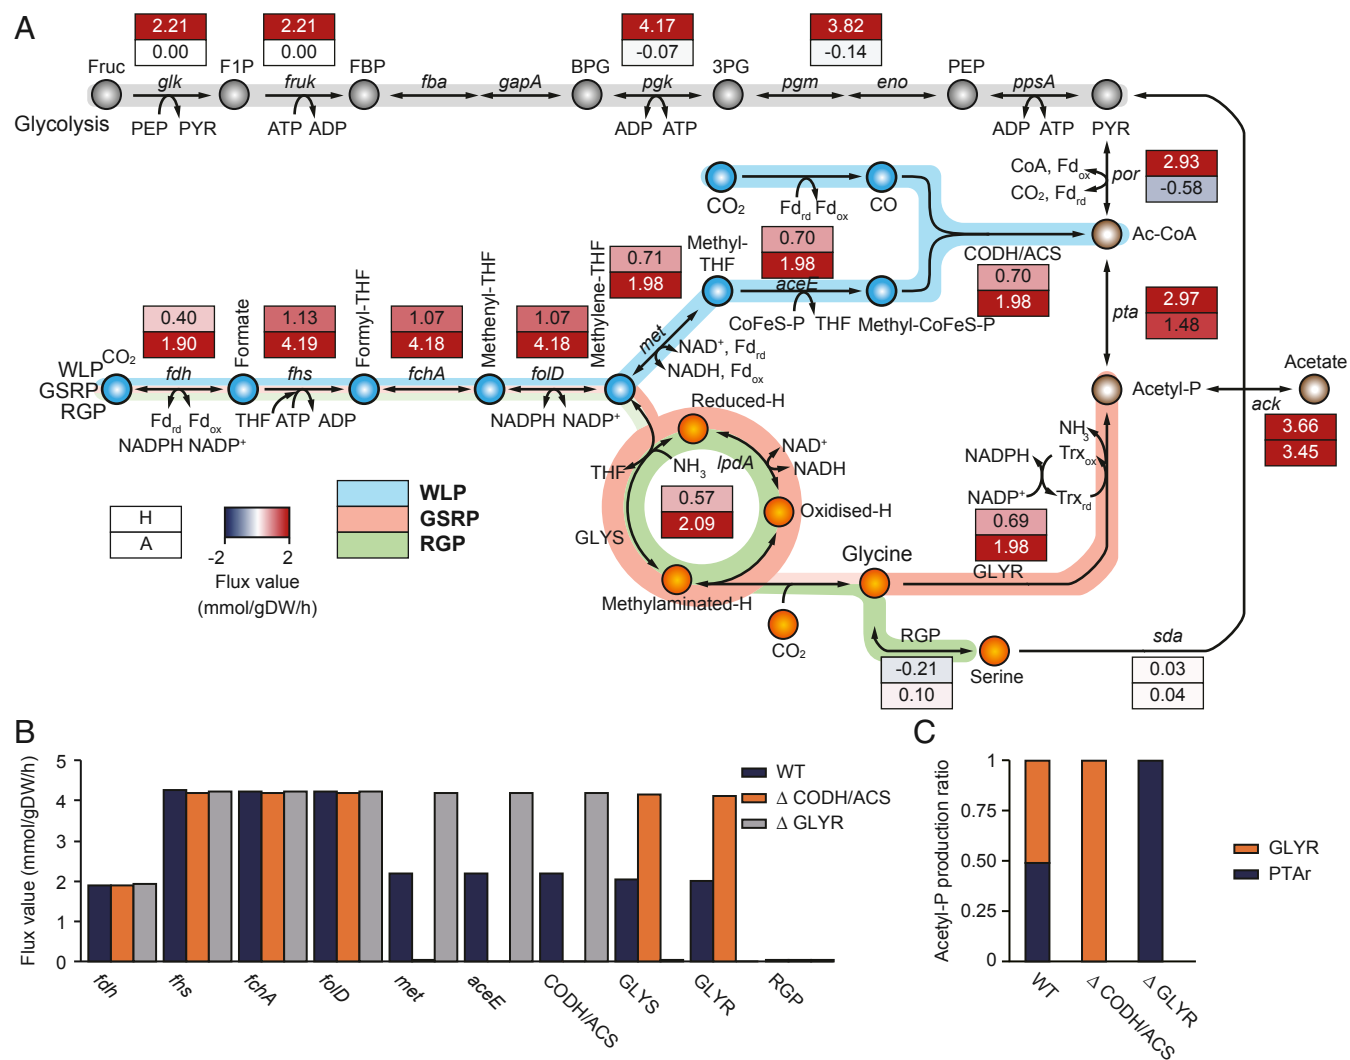 A
2.21
0.00
2.21
0.00
4.17
-0.07
3.82
-0.14
Fruc
glk
F1P
fruk
FBP
fba
gapA
BPG
pgk
3PG
pgm
eno
PEP
ppsA
Glycolysis
PEP PYR
ATP ADP
ADP ATP
ADP ATP
PYR
CoA, Fdox
CO2, Fdrd
por
2.93
-0.58
CO2
Fdrd Fdox
CO
Ac-CoA
Methyl-
THF
0.71
1.98
0.70
1.98
aceE
CoFeS-P THF
Methyl-CoFeS-P
CODH/ACS
0.70
1.98
pta
2.97
1.48
met
NAD+, Fdrd
NADH, Fdox
0.40
1.90
1.13
4.19
1.07
4.18
1.07
4.18
CO2
Formate
Formyl-THF
Methenyl-THF
Methylene-THF
WLP
GSRP
RGP
fdh
fhs
fchA
folD
Fdrd Fdox
NADPH NADP+
THF ATP ADP
NADPH NADP+
Acetyl-P
Acetate
ack
3.66
3.45
Reduced-H
THF
NH3
lpdA
NAD+
NADH
0.57
2.09
Oxidised-H
GLYS
Methylaminated-H
CO2
Glycine
NH3
NADPH
Trxox
NADP+
Trxrd
0.69
1.98
GLYR
RGP
-0.21
0.10
Serine
sda
0.03
0.04
H
A
-2
2
Flux value
(mmol/gDW/h)
WLP
GSRP
RGP
B
Flux value (mmol/gDW/h)
5
4
3
2
1
0
WT
Δ CODH/ACS
Δ GLYR
fdh
fhs
fchA
folD
met
aceE
CODH/ACS
GLYS
GLYR
RGP
C
Acetyl-P production ratio
1
0.75
0.50
0.25
0
GLYR
PTAr
WT
Δ CODH/ACS
Δ GLYR